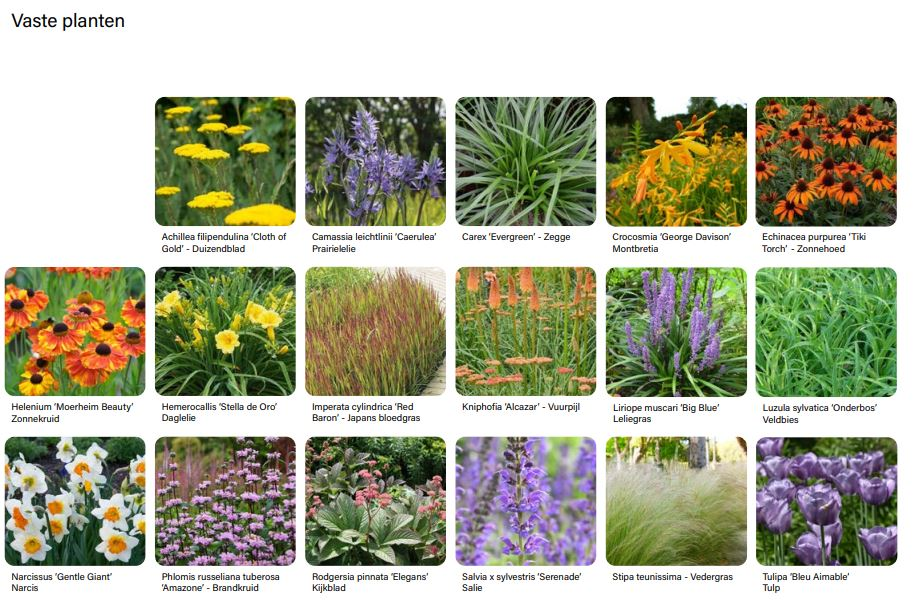 Vaste planten
Achillea filipendulina 'Cloth of
Gold' - Duizendblad
Camassia leichtlinii 'Caerulea'
Prairielelie
Carex 'Evergreen' - Zegge
Crocosmia 'George Davison'
Montbretia
Echinacea purpurea 'Tiki
Torch' - Zonnehoed
Helenium 'Moerheim Beauty'
Zonnekruid
Hemerocallis 'Stella de Oro'
Daglelie
Imperata cylindrica 'Red
Baron' - Japans bloedgras
Kniphofia 'Alcazar' - Vuurpijl
Liriope muscari 'Big Blue'
Leliegras
Luzula sylvatica 'Onderbos'
Veldbies
Narcissus 'Gentle Giant'
Narcis
Phlomis russeliana tuberosa
'Amazone' - Brandkruid
Rodgersia pinnata 'Elegans'
Kijkblad
Salvia x sylvestris 'Serenade'
Salie
Stipa teunissima - Vedergras
Tulipa 'Bleu Aimable'
Tulp